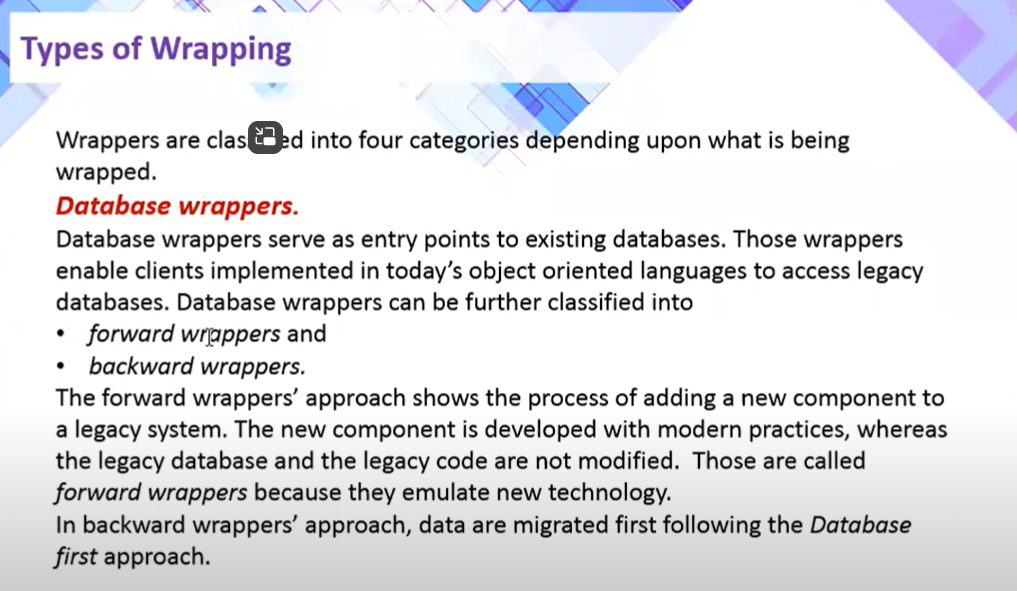 Types of Wrapping
Wrappers are clas ed into four categories depending upon what is being
wrapped.
Database wrappers.
Database wrappers serve as entry points to existing databases. Those wrappers
enable clients implemented in today’s object oriented languages to access legacy
databases. Database wrappers can be further classified into
• forward wrappers and
• backward wrappers.
The forward wrappers’ approach shows the process of adding a new component to
a legacy system. The new component is developed with modern practices, whereas
the legacy database and the legacy code are not modified. Those are called
forward wrappers because they emulate new technology.
In backward wrappers’ approach, data are migrated first following the Database
first approach.